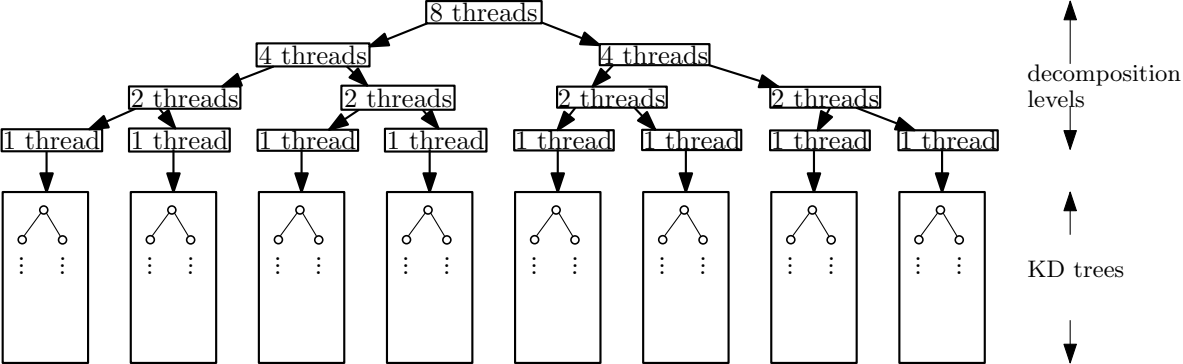 8 threads
4 threads
4 threads
decomposition
levels
2 threads
2 threads
2 threads
2 threads
1 thread
1 thread
1 thread
1 thread
1 thread
1 thread
1 thread
1 thread
KD trees